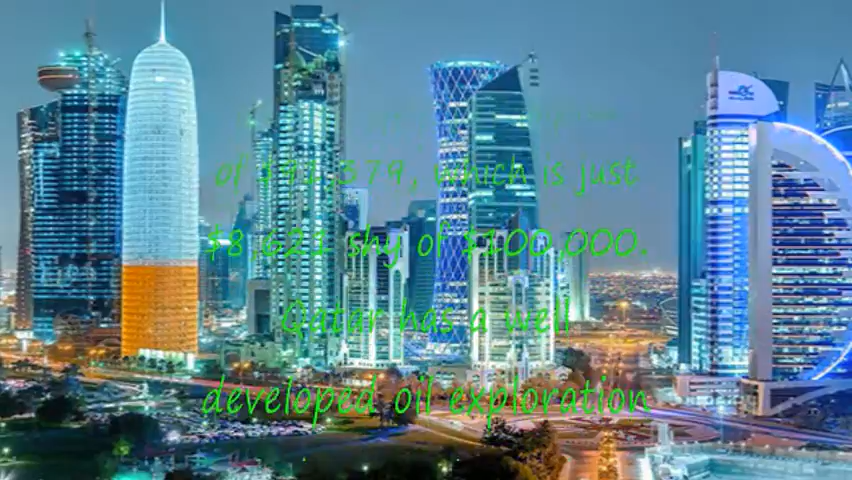 of $91,379, which is just
$8,621 shy of $100,000.
Qatar has a well
developed oil exploration